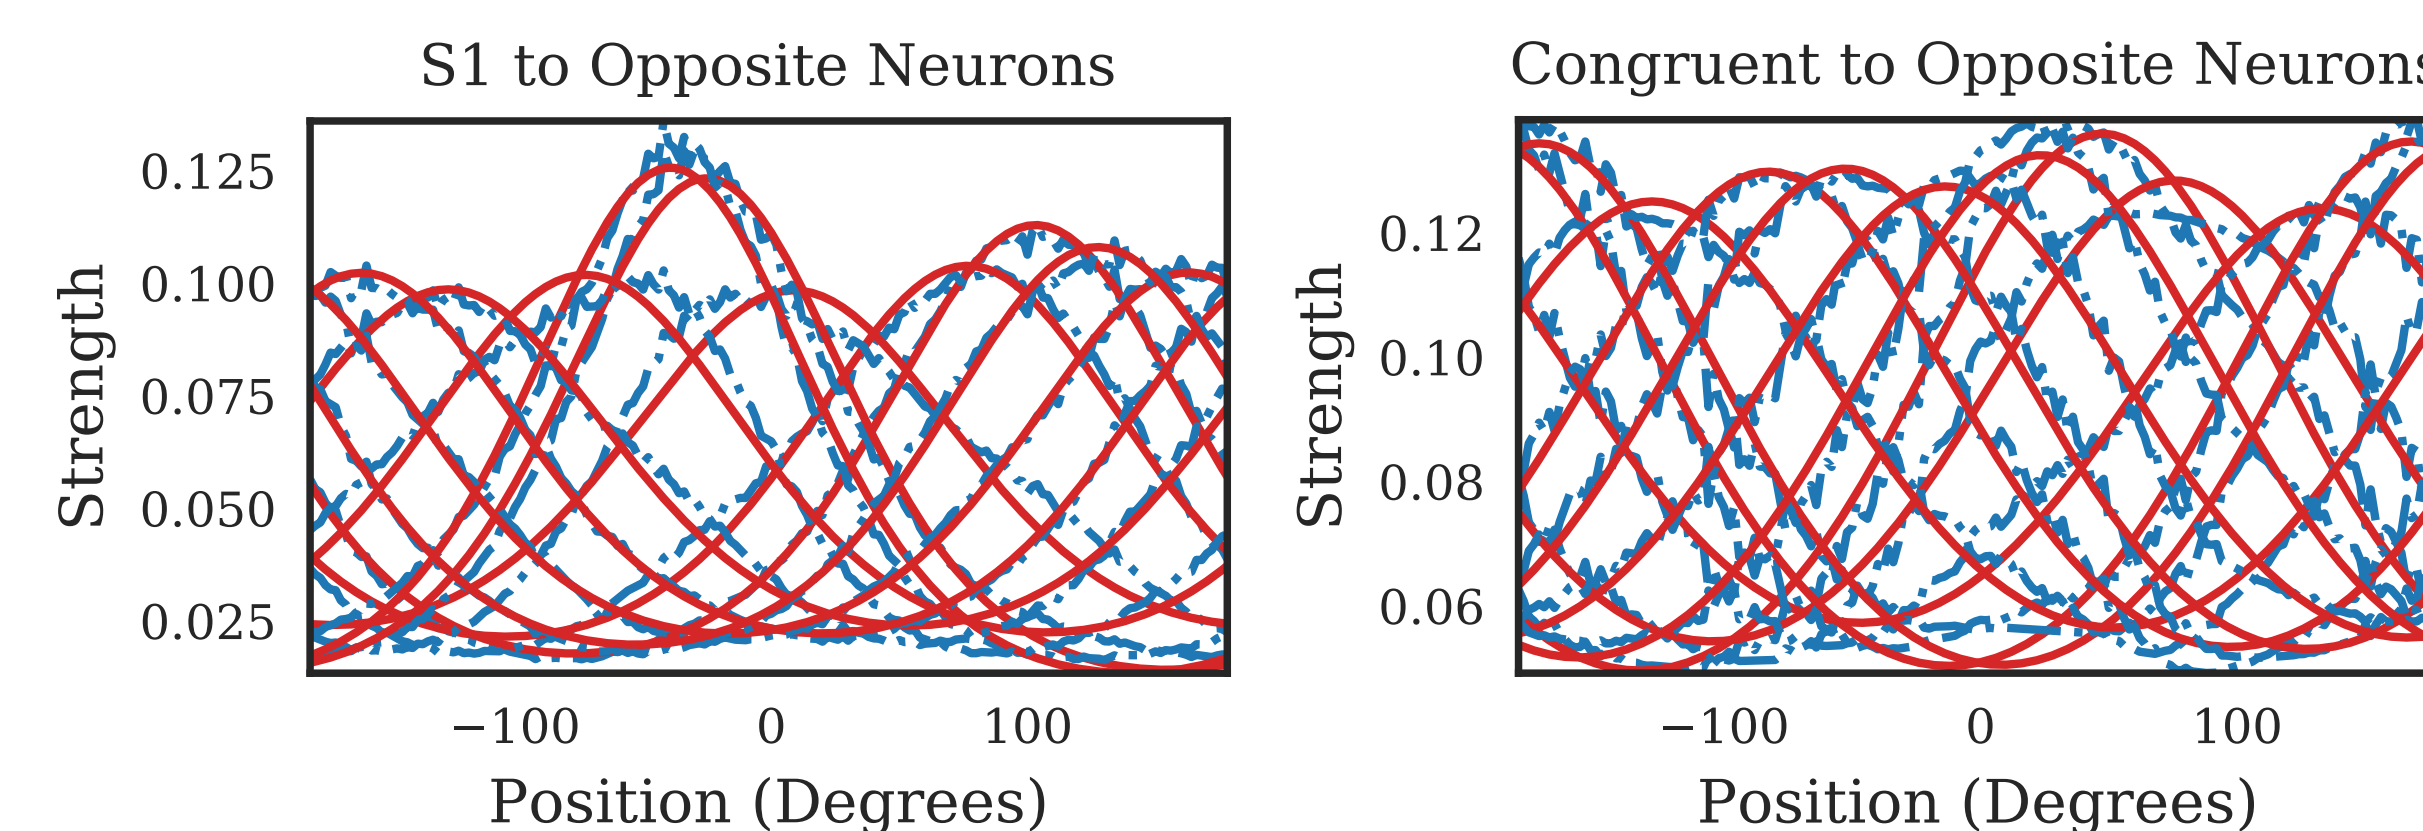 S1 to Opposite Neurons
Strength
0.125
0.100
0.075
0.050
0.025
−100 0 100
Position (Degrees)
Congruent to Opposite Neurons
Strength
0.12
0.10
0.08
0.06
−100 0 100
Position (Degrees)